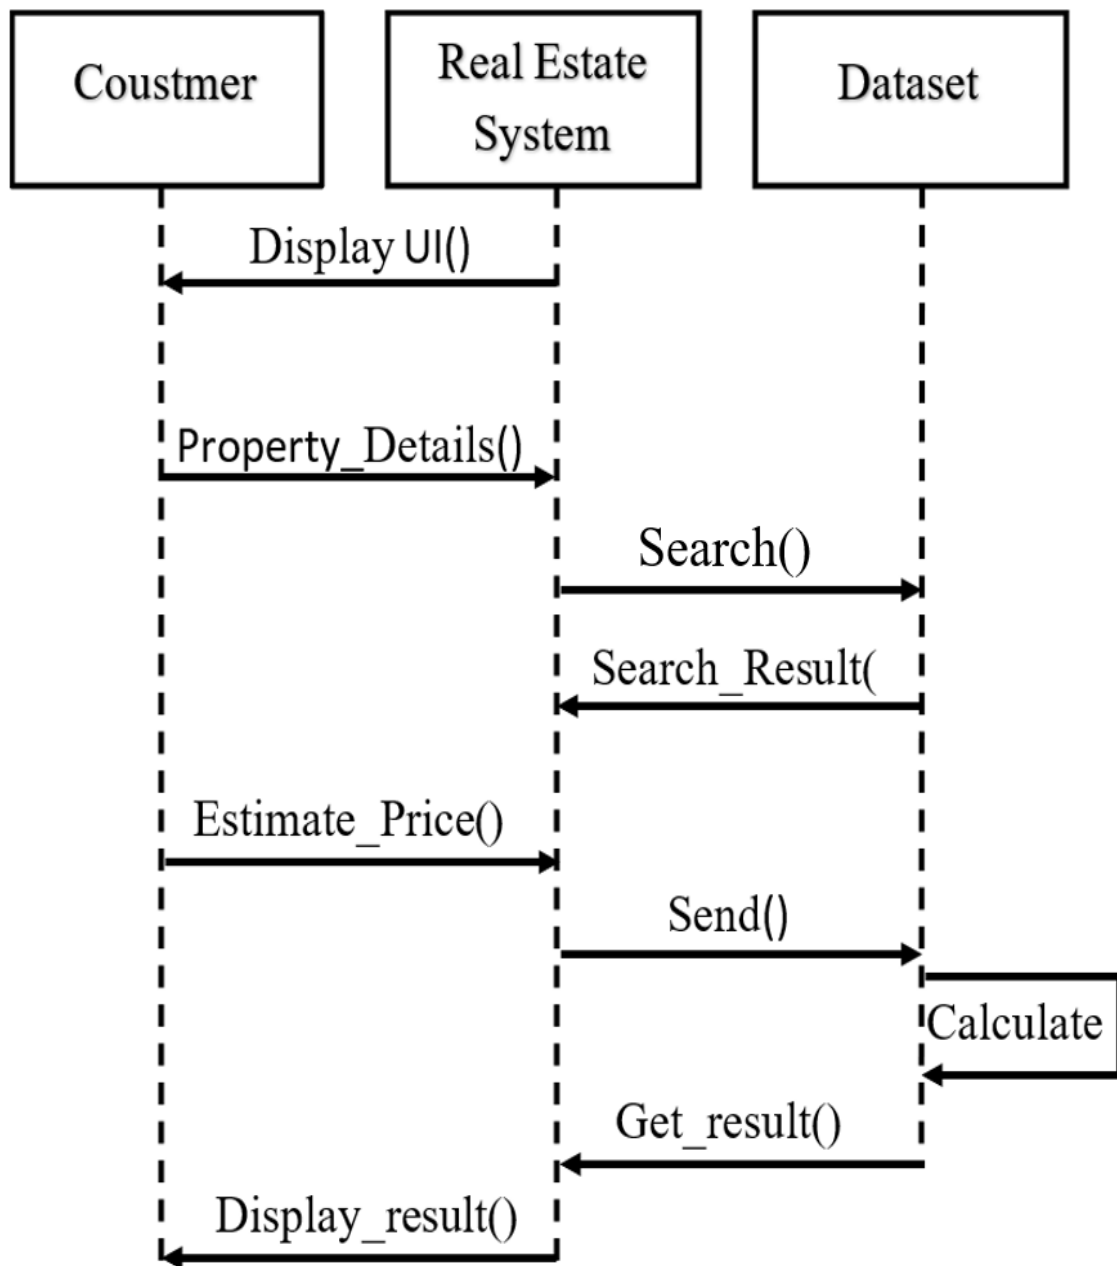 Coustmer
Real Estate
System
Dataset
Display UI()
Property_Details()
Search()
Search_Result(
Estimate_Price()
Send()
Calculate
Get_result()
Display_result()